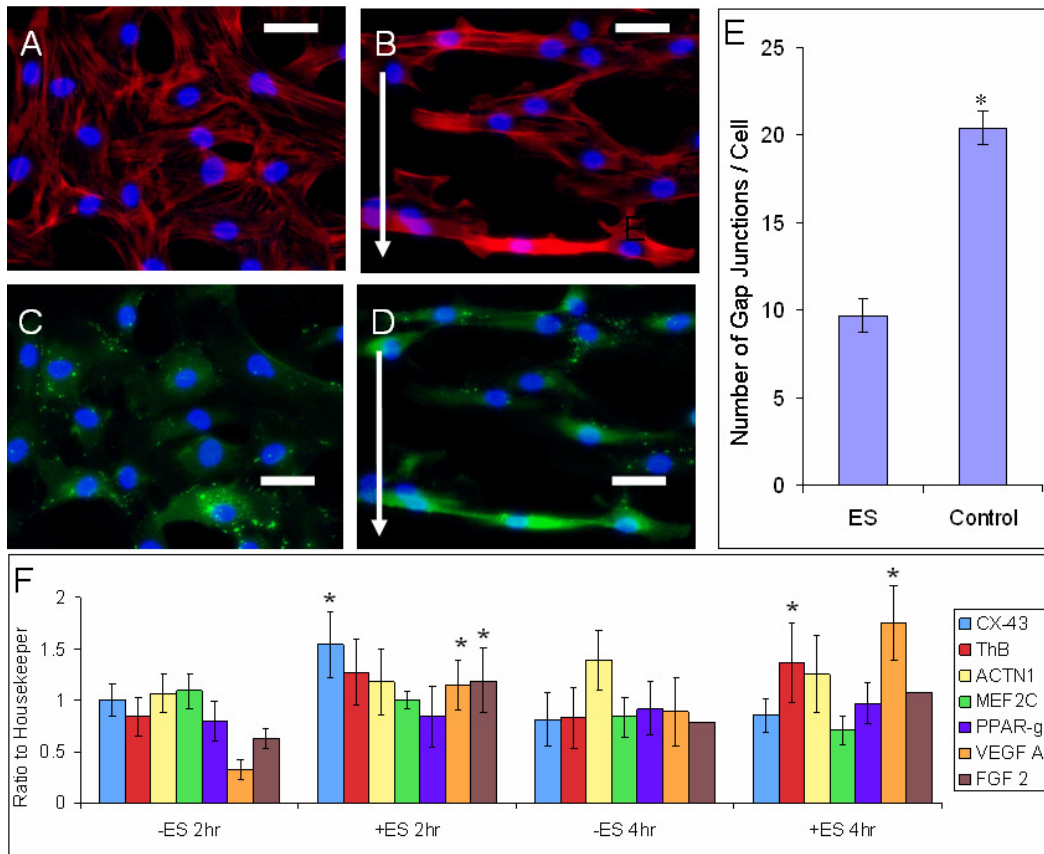 A
B
E
C
D
E
25
20
15
10
5
0
*
Number of Gap Junctions / Cell
ES
Control
F
2
1.5
1
0.5
0
Ratio to Housekeeper
*
*
*
*
*
-ES 2hr
+ES 2hr
-ES 4hr
+ES 4hr
CX-43
ThB
ACTN1
MEF2C
PPAR-g
VEGF A
FGF 2